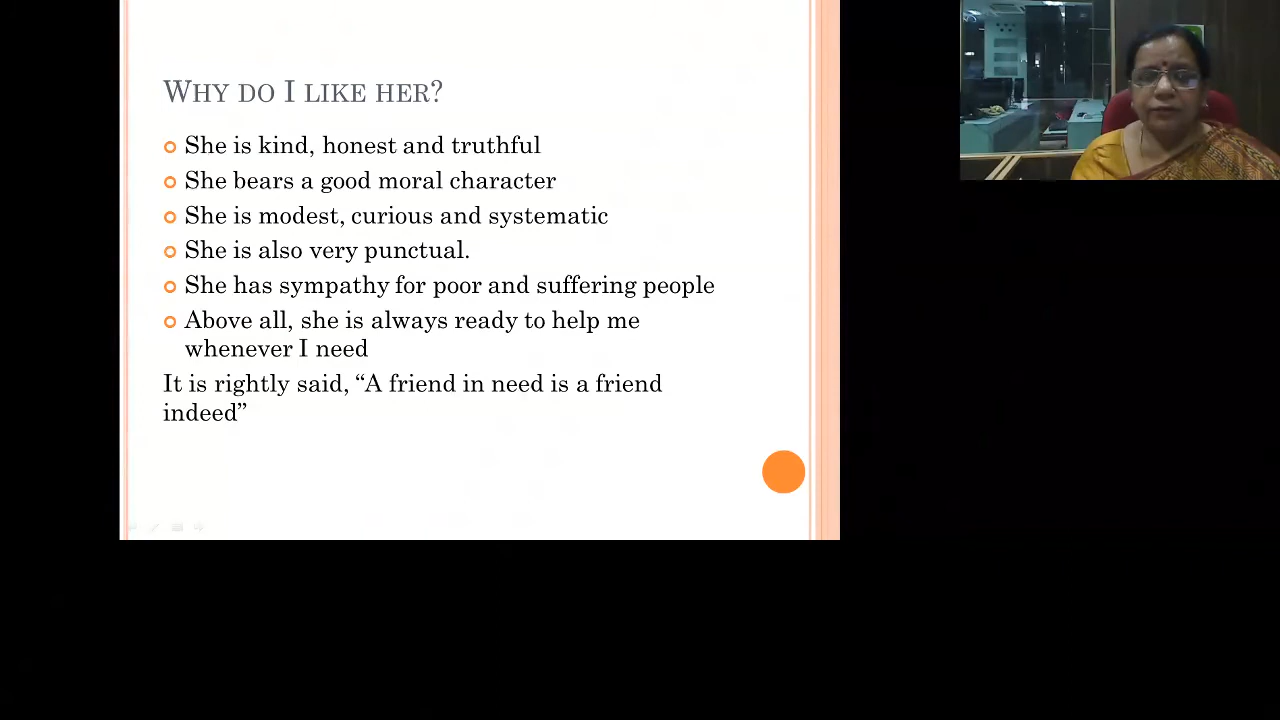 WHY DO I LIKE HER?
She is kind, honest and truthful
She bears a good moral character
She is modest, curious and systematic
She is also very punctual.
She has sympathy for poor and suffering people
Above all, she is always ready to help me
whenever I need
It is rightly said, “A friend in need is a friend
indeed”